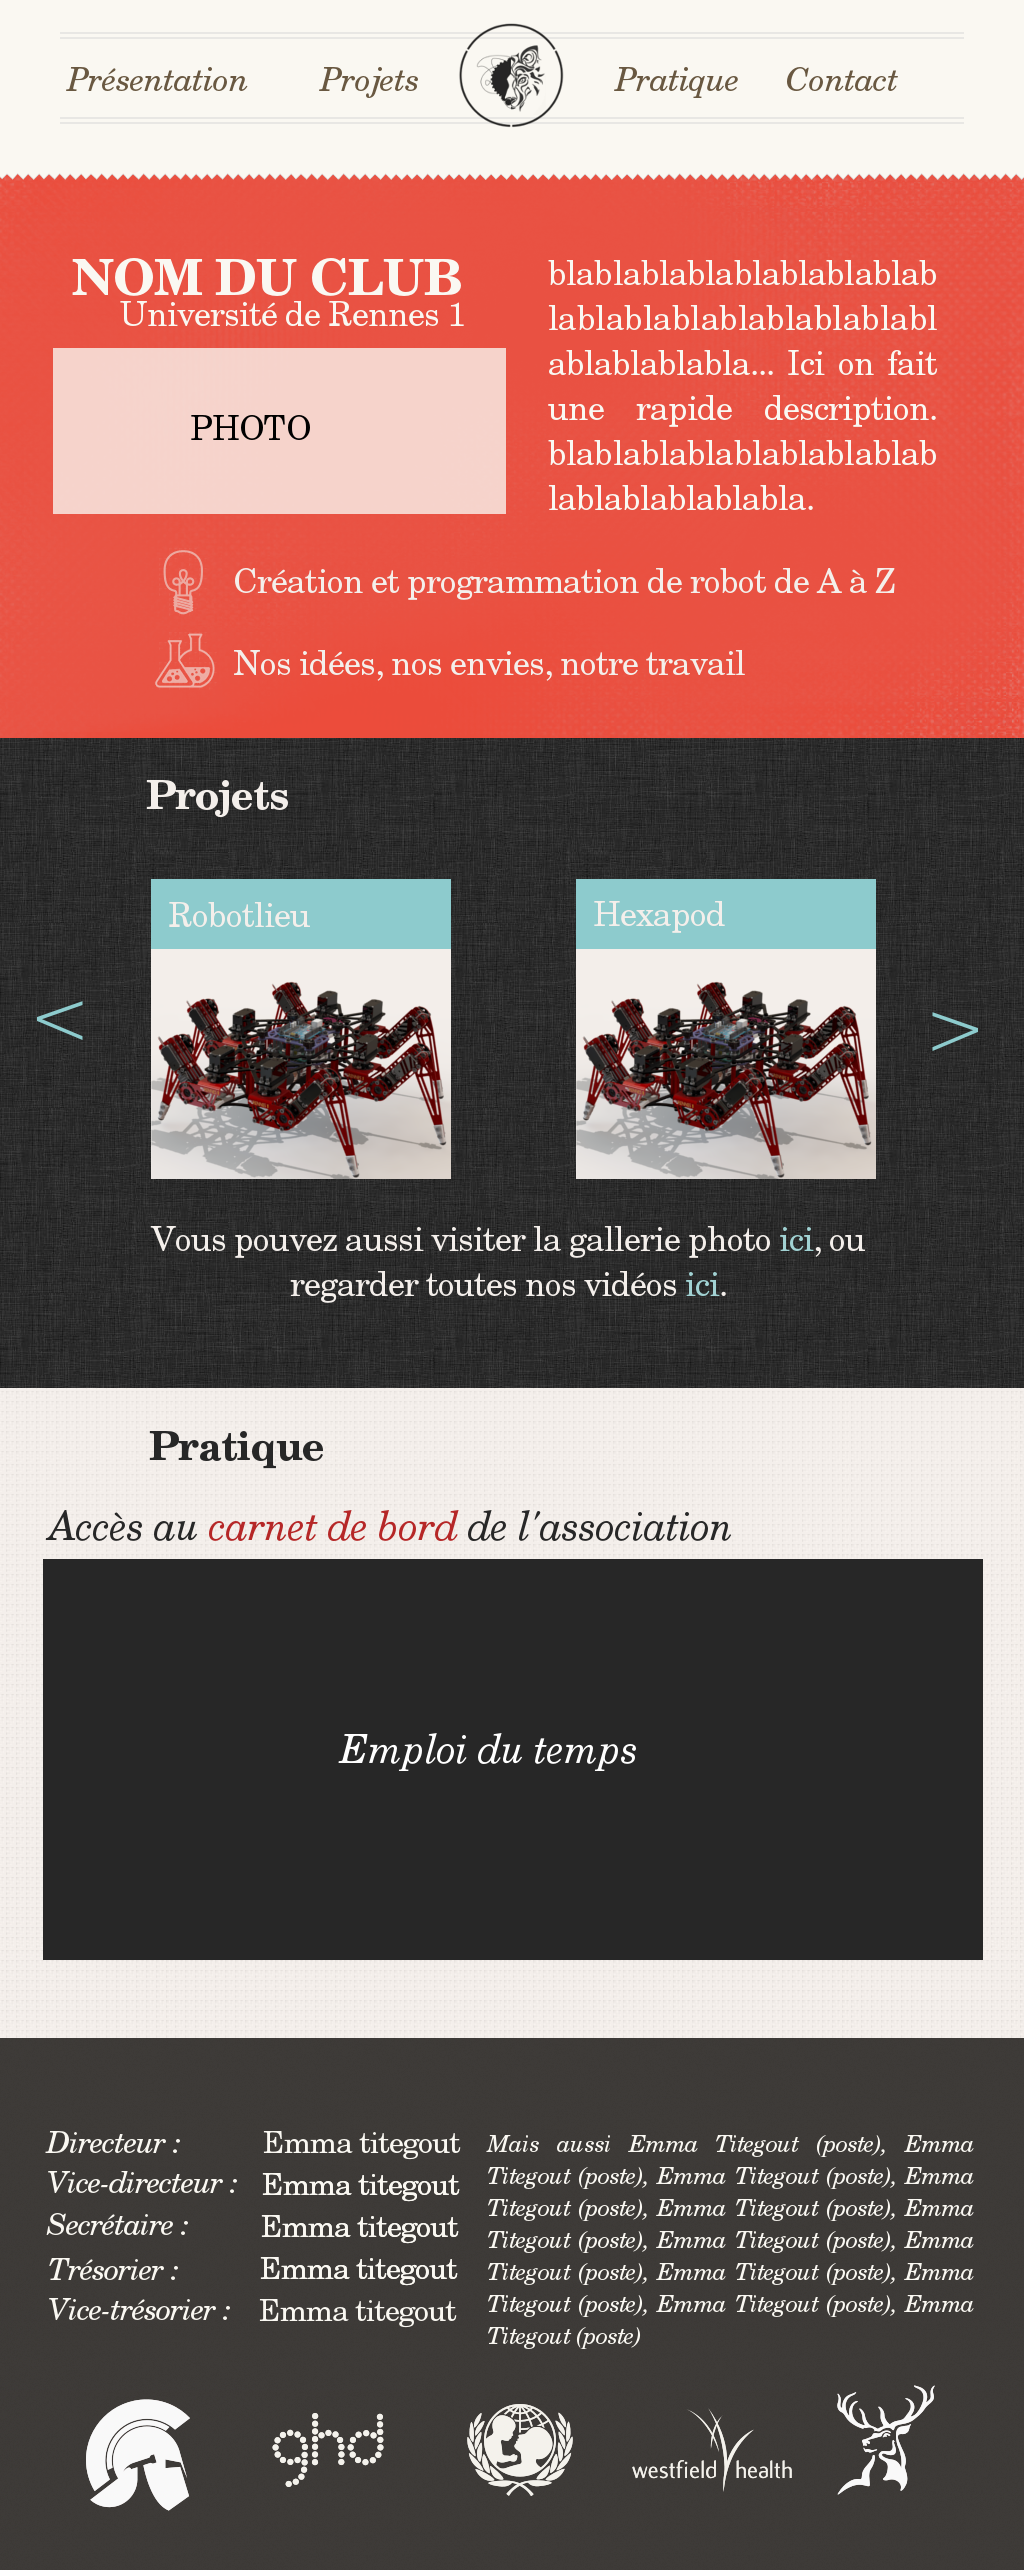 Présentation Projets Pratique Contact
NOM DU CLUB
Université de Rennes 1
PHOTO
blablablablablablablablab
lablablablablablablablabl
ablablablabla... Ici on fait
une rapide description.
blablablablablablablablab
lablablablablabla.
Création et programmation de robot de A à Z
Nos idées, nos envies, notre travail
Projets
Robotlieu
Hexapod
<
>
Vous pouvez aussi visiter la gallerie photo ici, ou
regarder toutes nos vidéos ici.
Pratique
Accès au carnet de bord de l'association
Emploi du temps
Directeur : Emma titegout
Vice-directeur : Emma titegout
Secrétaire : Emma titegout
Trésorier : Emma titegout
Vice-trésorier : Emma titegout
Mais aussi Emma Titegout (poste), Emma
Titegout (poste), Emma Titegout (poste), Emma
Titegout (poste), Emma Titegout (poste), Emma
Titegout (poste), Emma Titegout (poste), Emma
Titegout (poste), Emma Titegout (poste), Emma
Titegout (poste), Emma Titegout (poste), Emma
Titegout (poste)
ghd
westfield health